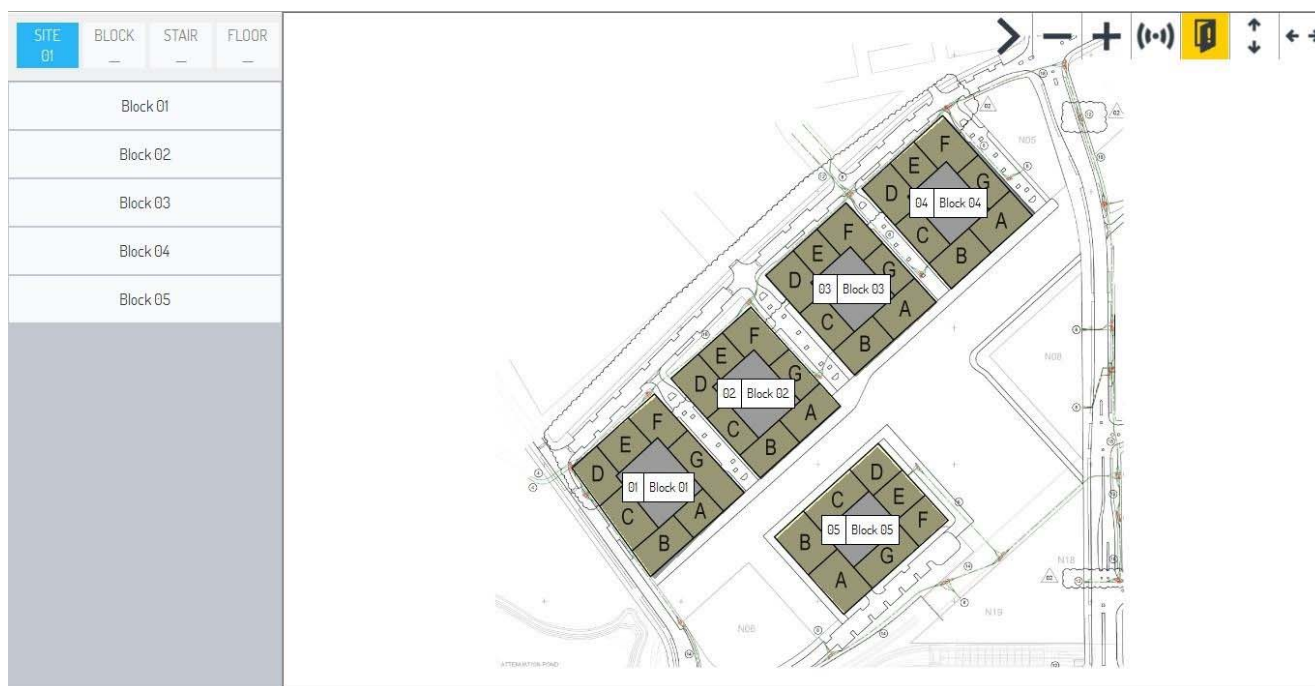 SITE BLOCK STAIR FLOOR
01 — — —
Block 01
Block 02
Block 03
Block 04
Block 05
N05
F
E
G
D
04 Block 04
A
C
B
F
E
G
D
03 Block 03
A
C
B
N08
F
E
G
D
02 Block 02
A
C
B
F
E
G
D
01 Block 01
A
C
B
D
C
E
F
05 Block 05
B
G
A
N18
N19
N06
ATTENUATION POND